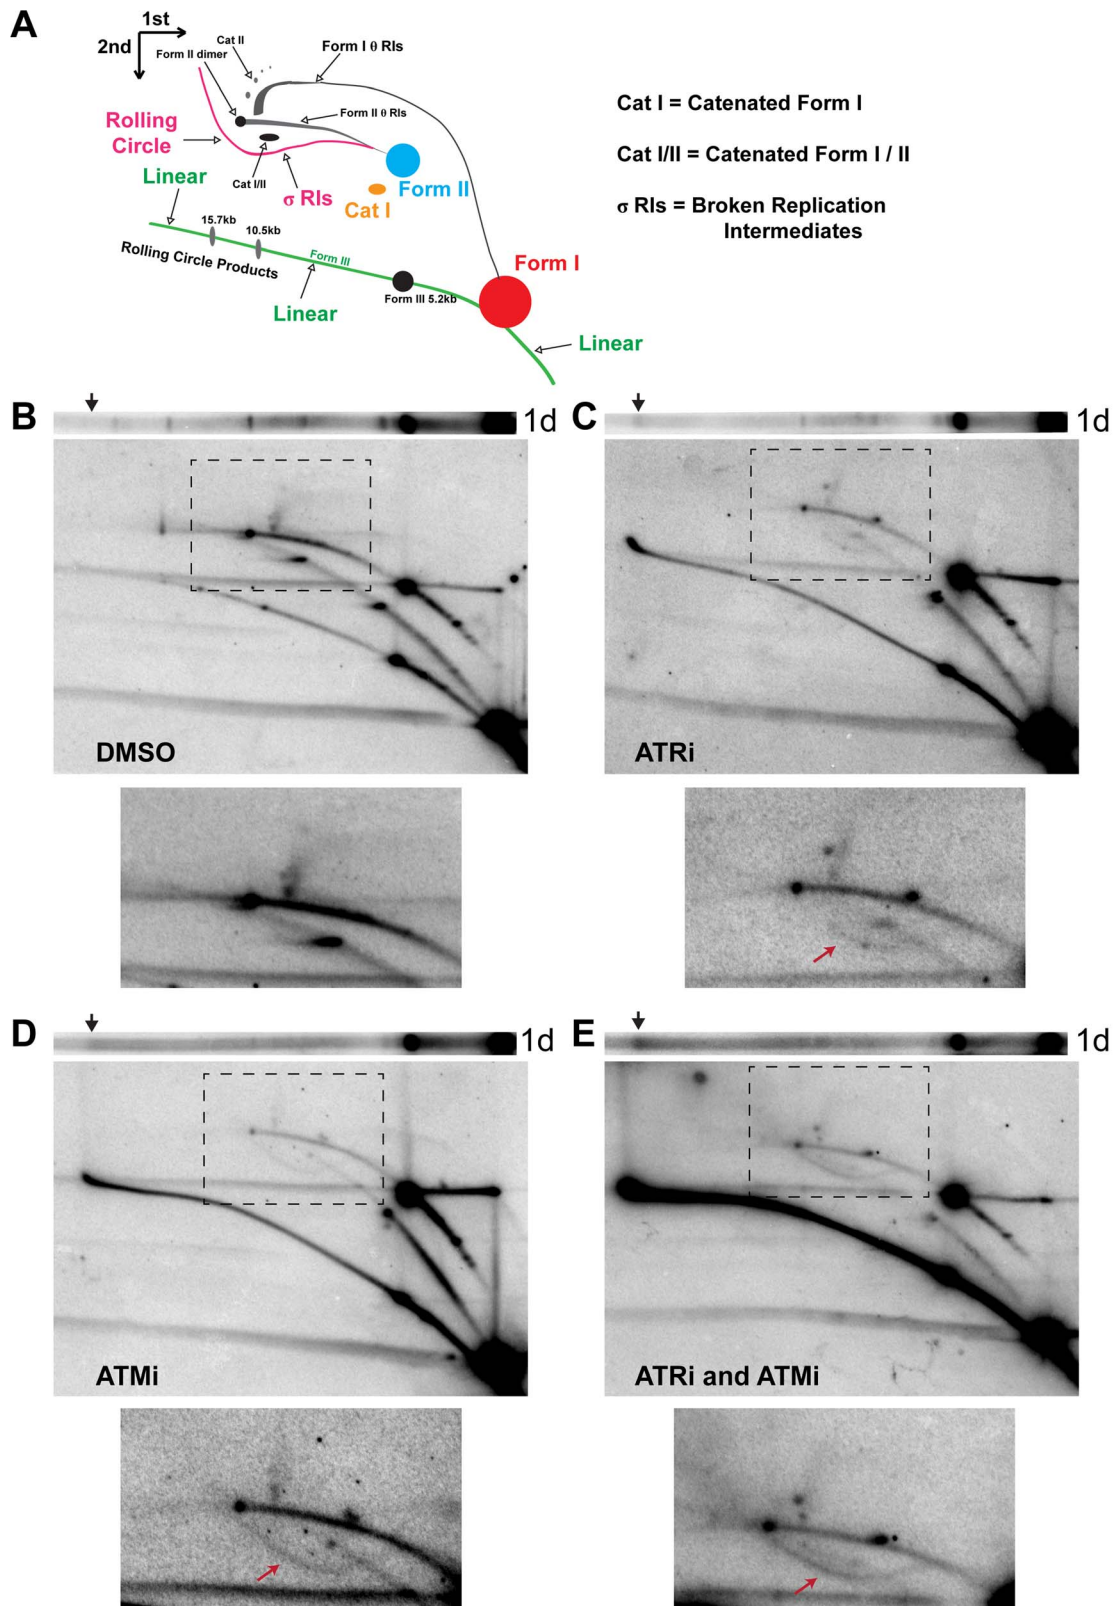 A
1st
2nd
Cat II
Form II dimer
Form I θ RIs
Form II θ RIs
Rolling
Circle
Linear
Cat I/II
σ RIs
Cat I
Form II
15.7kb
10.5kb
Form III
Rolling Circle Products
Linear
Form III 5.2kb
Form I
Linear
Cat I = Catenated Form I
Cat I/II = Catenated Form I / II
σ RIs = Broken Replication
Intermediates
B
1d
DMSO
C
1d
ATRi
D
1d
ATMi
E
1d
ATRi and ATMi